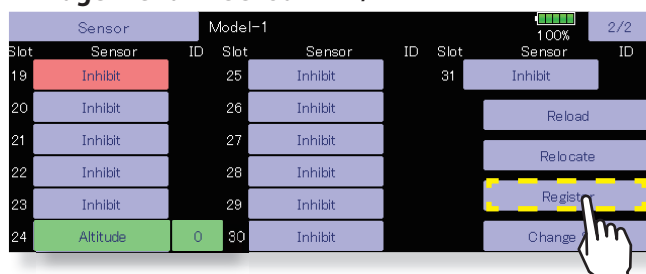 Sensor Model-1 100% 2/2
Slot Sensor ID Slot Sensor ID Slot Sensor ID
19 Inhibit 25 Inhibit 31 Inhibit
20 Inhibit 26 Inhibit Reload
21 Inhibit 27 Inhibit Relocate
22 Inhibit 28 Inhibit
23 Inhibit 29 Inhibit Register
24 Altitude 0 30 Inhibit Change